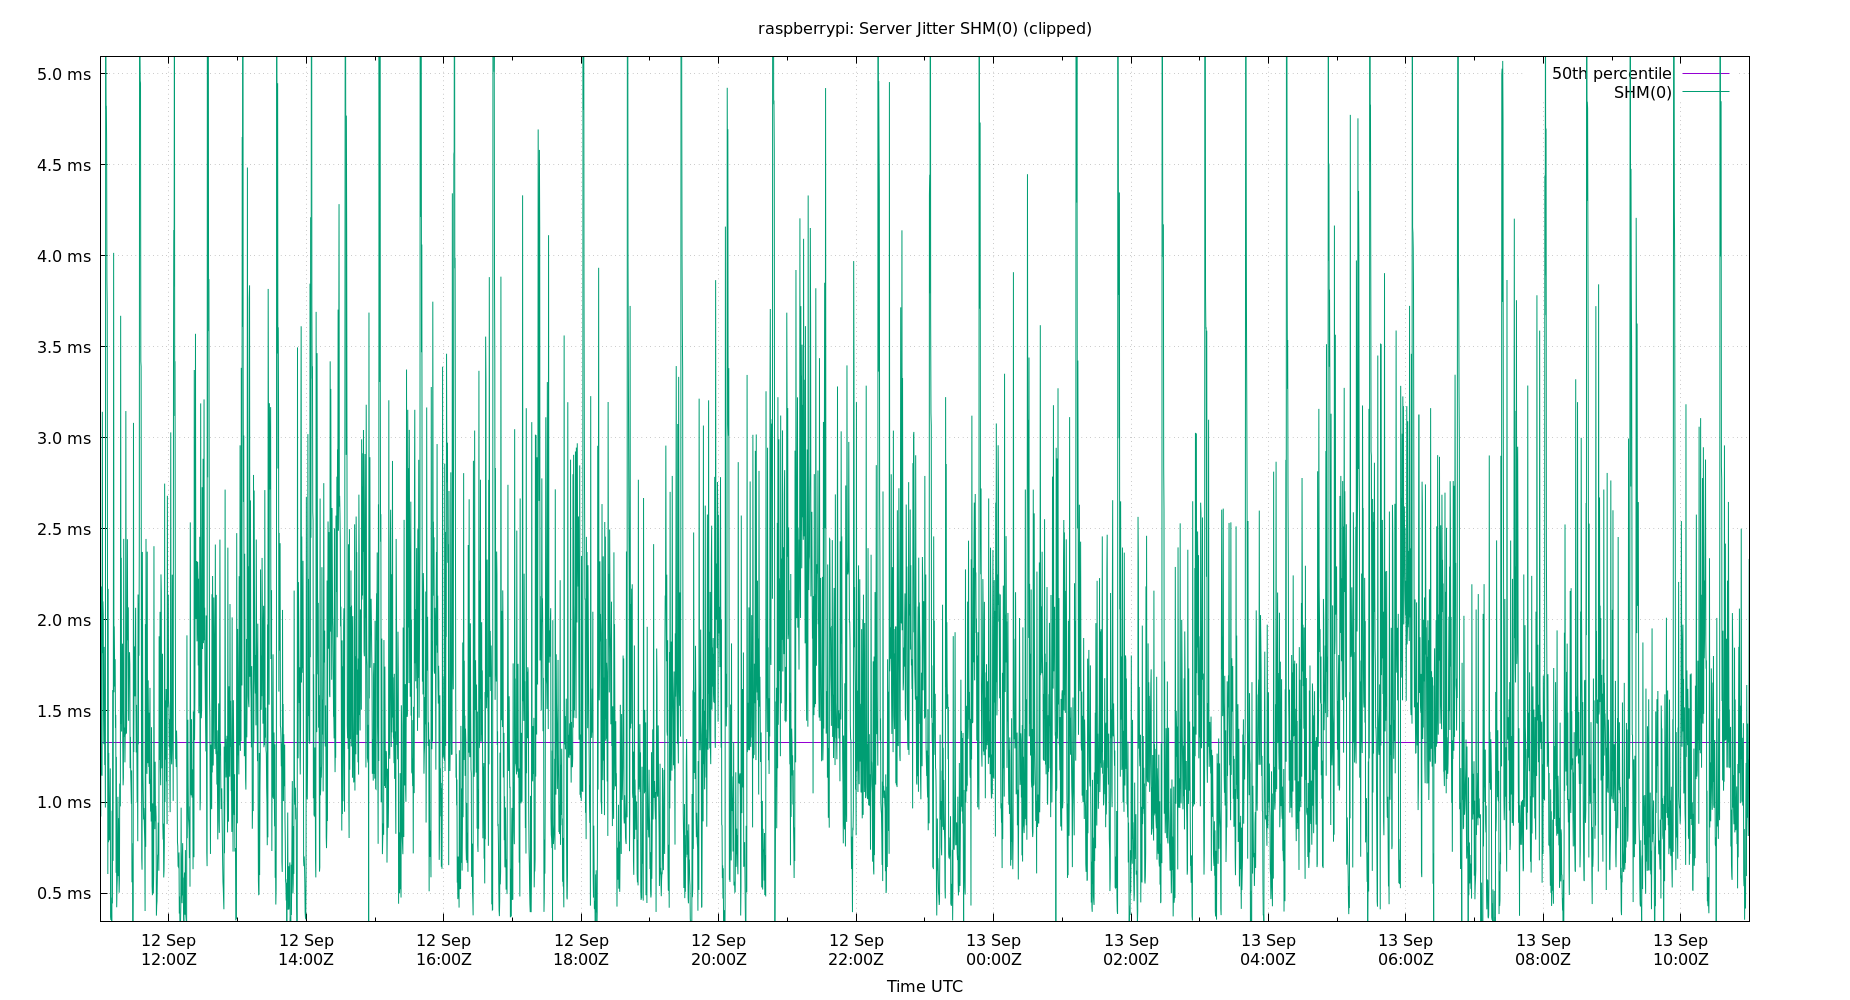 raspberrypi: Server Jitter SHM(0) (clipped)
5.0 ms
4.5 ms
4.0 ms
3.5 ms
3.0 ms
2.5 ms
2.0 ms
1.5 ms
1.0 ms
0.5 ms
50th percentile
SHM(0)
12 Sep 12 Sep 12 Sep 12 Sep 12 Sep 12 Sep 13 Sep 13 Sep 13 Sep 13 Sep 13 Sep 13 Sep
12:00Z 14:00Z 16:00Z 18:00Z 20:00Z 22:00Z 00:00Z 02:00Z 04:00Z 06:00Z 08:00Z 10:00Z
Time UTC